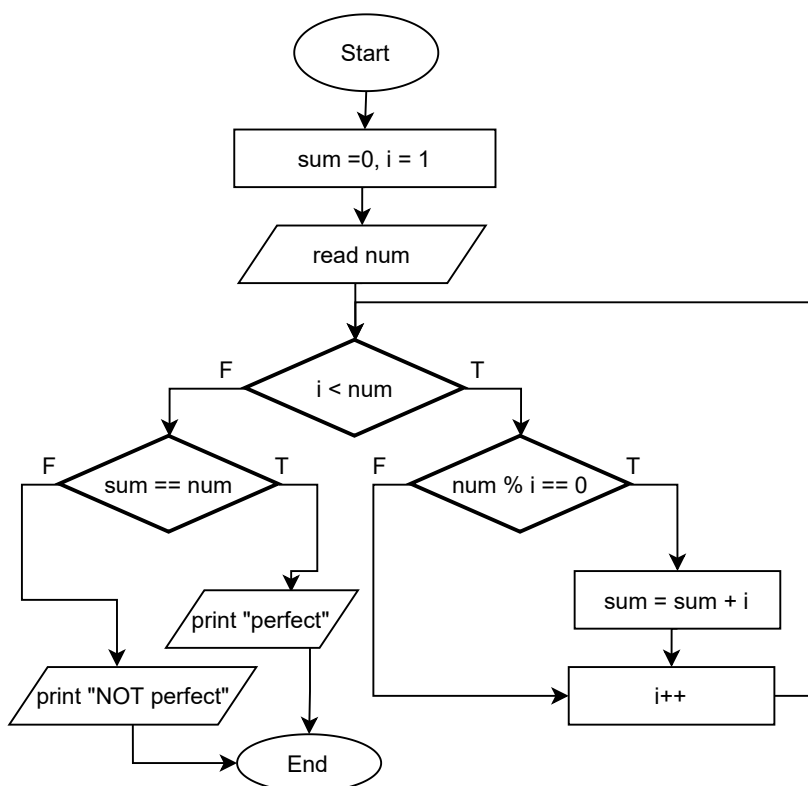 Start
sum =0, i = 1
read num
F
T
i < num
F
T
F
T
sum == num
num % i == 0
sum = sum + i
print "perfect"
print "NOT perfect"
i++
End